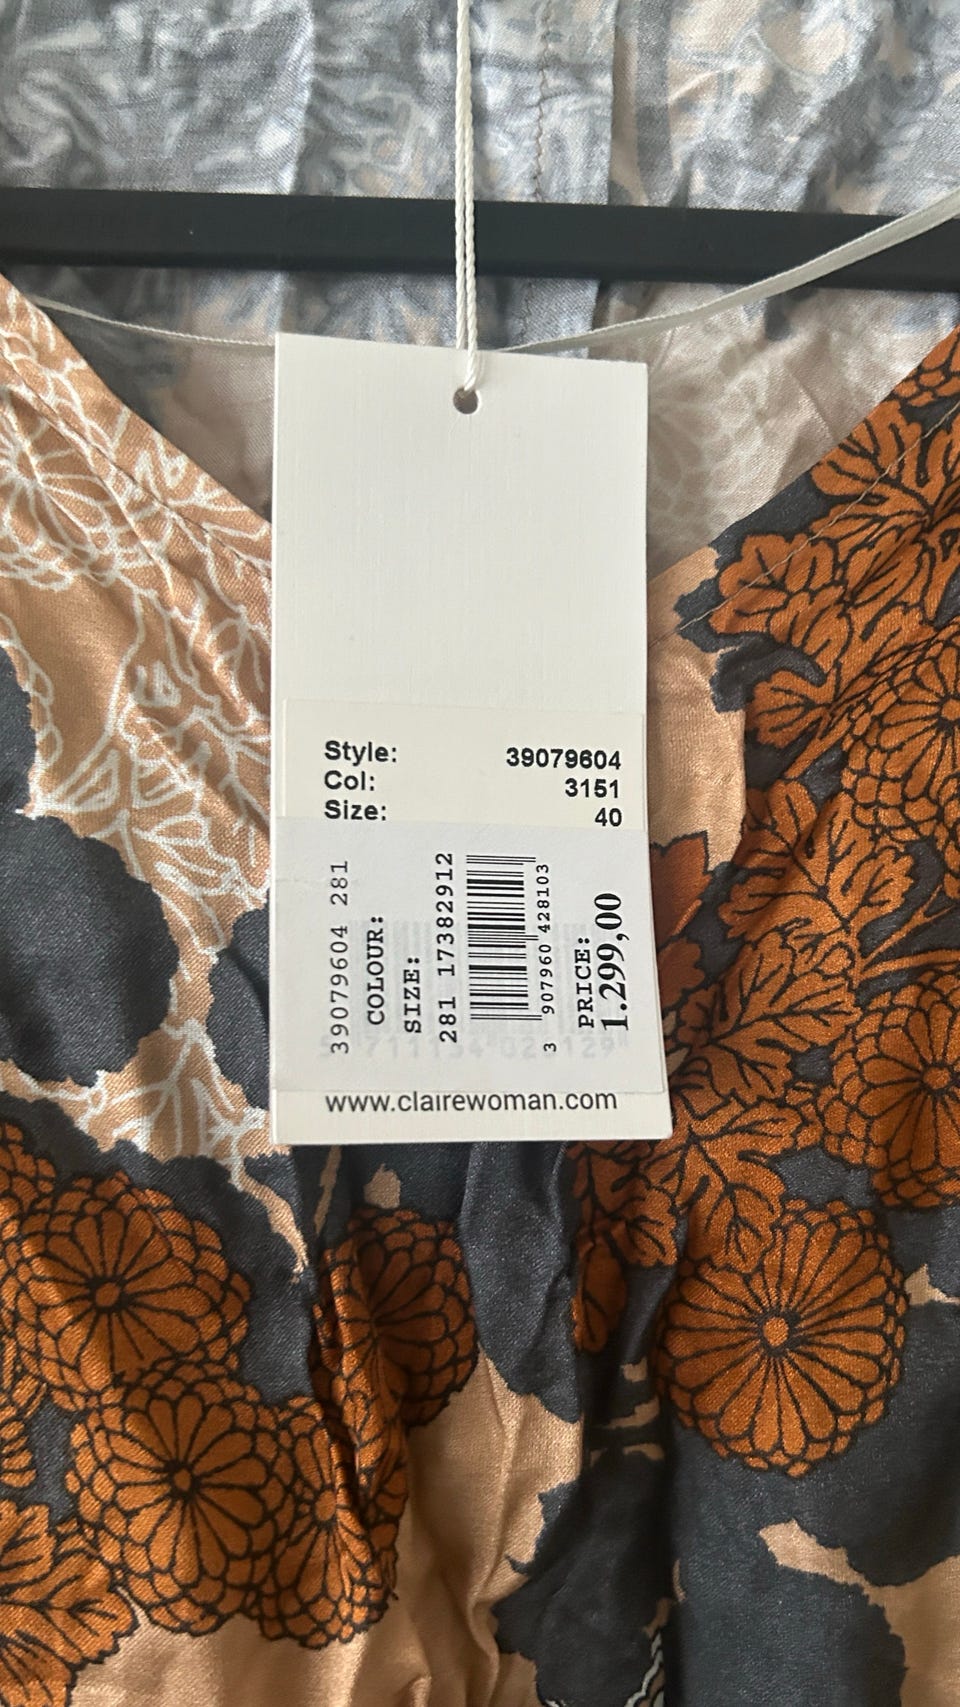 Style: 39079604
Col: 3151
Size: 40
39079604 281
COLOUR:
SIZE:
281 17382912
3 907960 428103
PRICE:
1.299,00
www.clairewoman.com